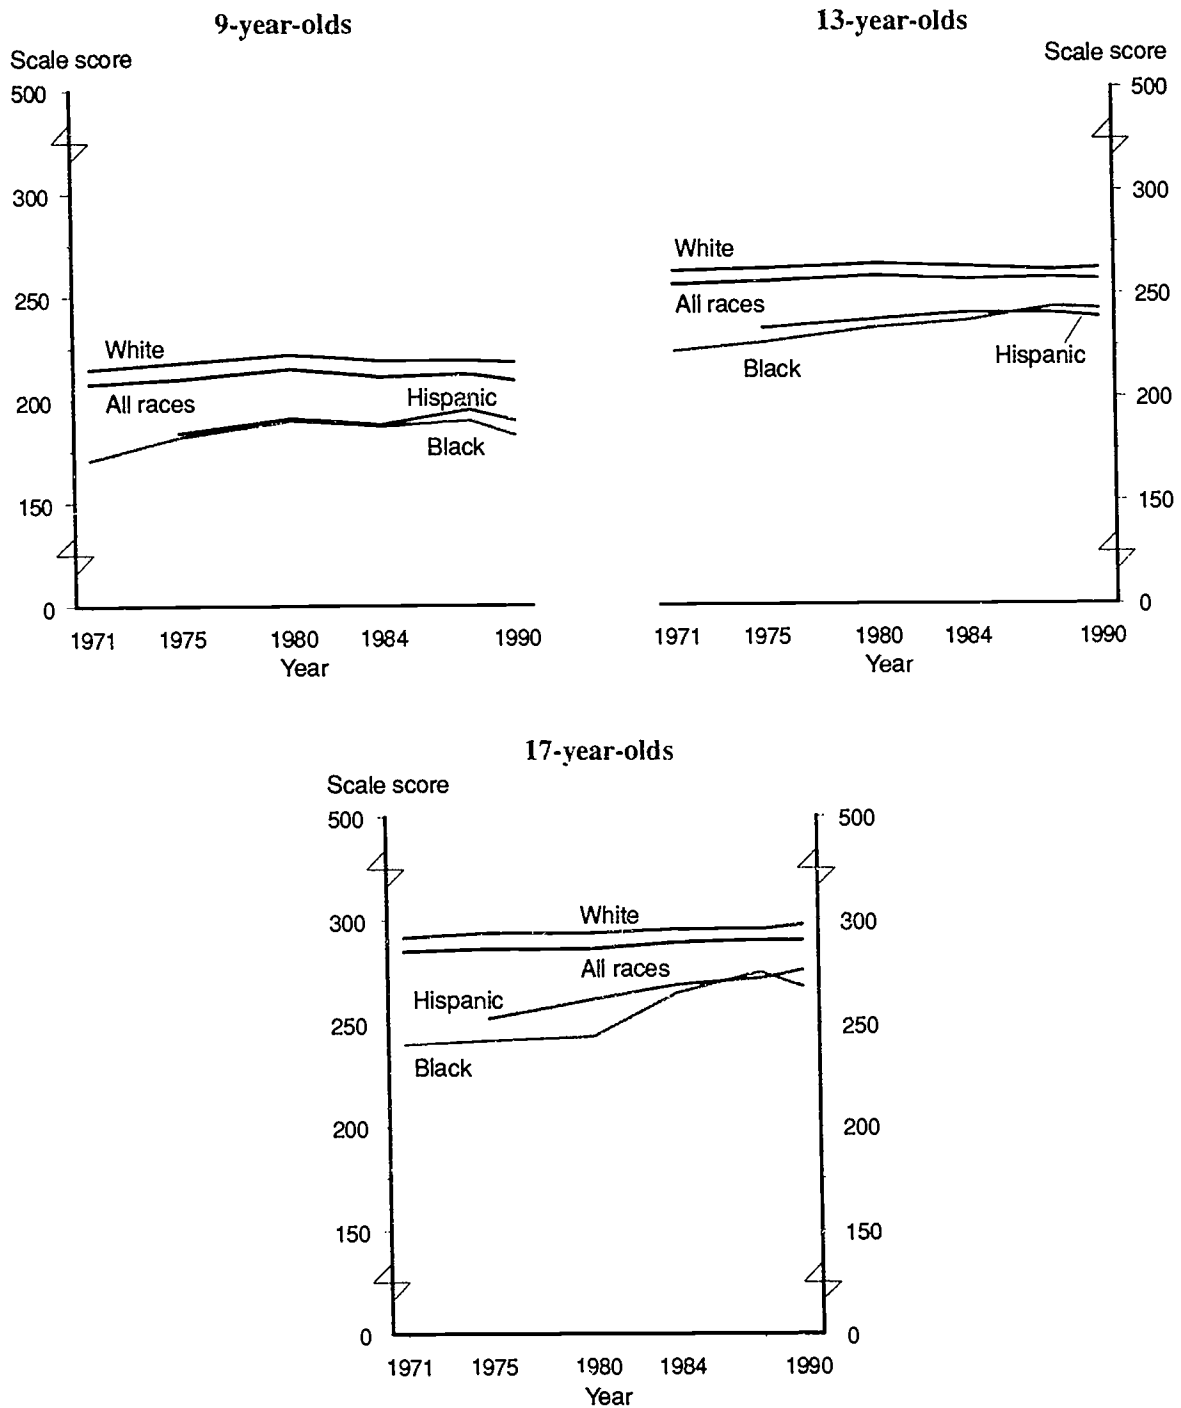 9-year-olds
Scale score
500
300
250
200
150
0
White
All races
Hispanic
Black
1971 1975 1980 1984 1990
Year
13-year-olds
Scale score
500
300
250
200
150
0
White
All races
Black
Hispanic
1971 1975 1980 1984 1990
Year
17-year-olds
Scale score
500 500
300 300
250 250
200 200
150 150
0 0
White
All races
Hispanic
Black
1971 1975 1980 1984 1990
Year